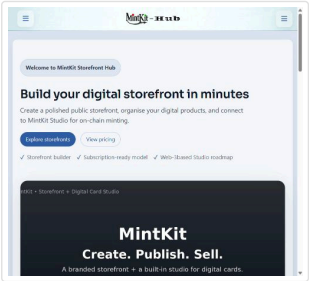 MintKit-Hub
Welcome to MintKit Storefront Hub
Build your digital storefront in minutes
Create a polished public storefront, organise your digital products, and connect
to MintKit Studio for on-chain minting.
Explore storefronts
View pricing
✓ Storefront builder ✓ Subscription-ready model ✓ Web-3based Studio roadmap
ntKit • Storefront + Digital Card Studio
MintKit
Create. Publish. Sell.
A branded storefront + a built-in studio for digital cards.